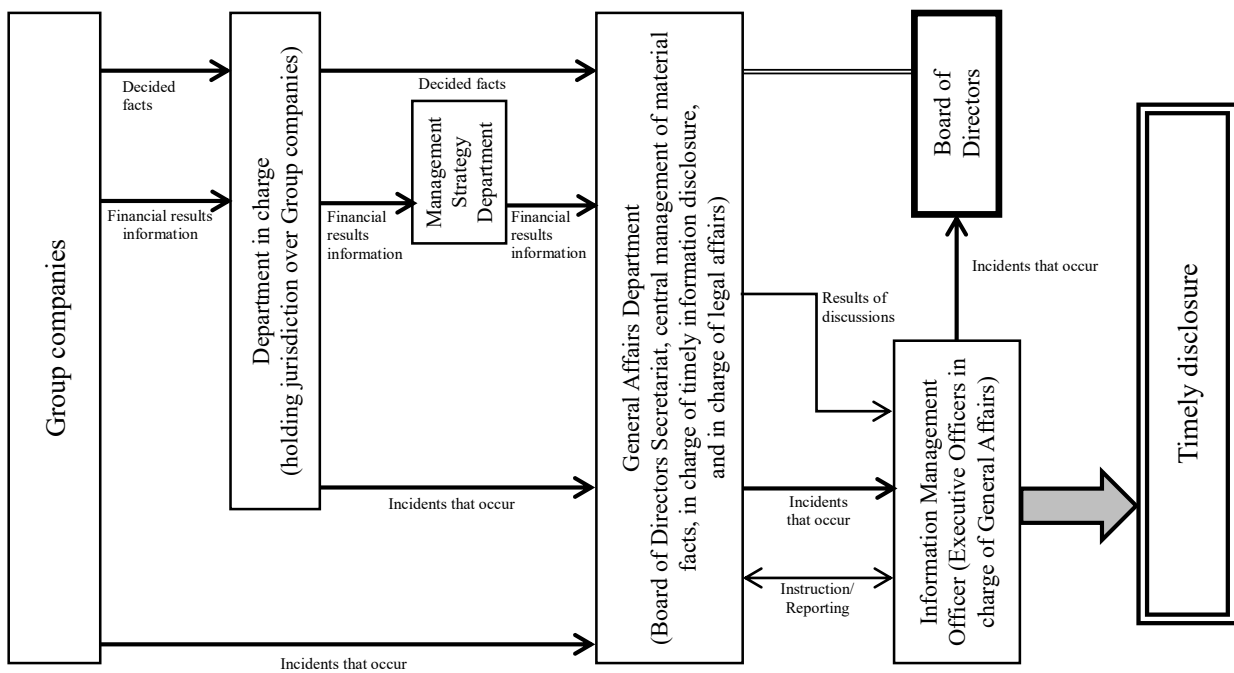 Group companies
Decided
facts
Financial results
information
Department in charge
(holding jurisdiction over Group companies)
Decided facts
Financial
results
information
Management
Strategy
Department
Financial
results
information
Incidents that occur
Incidents that occur
General Affairs Department
(Board of Directors Secretariat, central management of material
facts, in charge of timely information disclosure,
and in charge of legal affairs)
Results of
discussions
Incidents
that occur
Instruction/
Reporting
Board of
Directors
Incidents that occur
Information Management
Officer (Executive Officers in
charge of General Affairs)
Timely disclosure